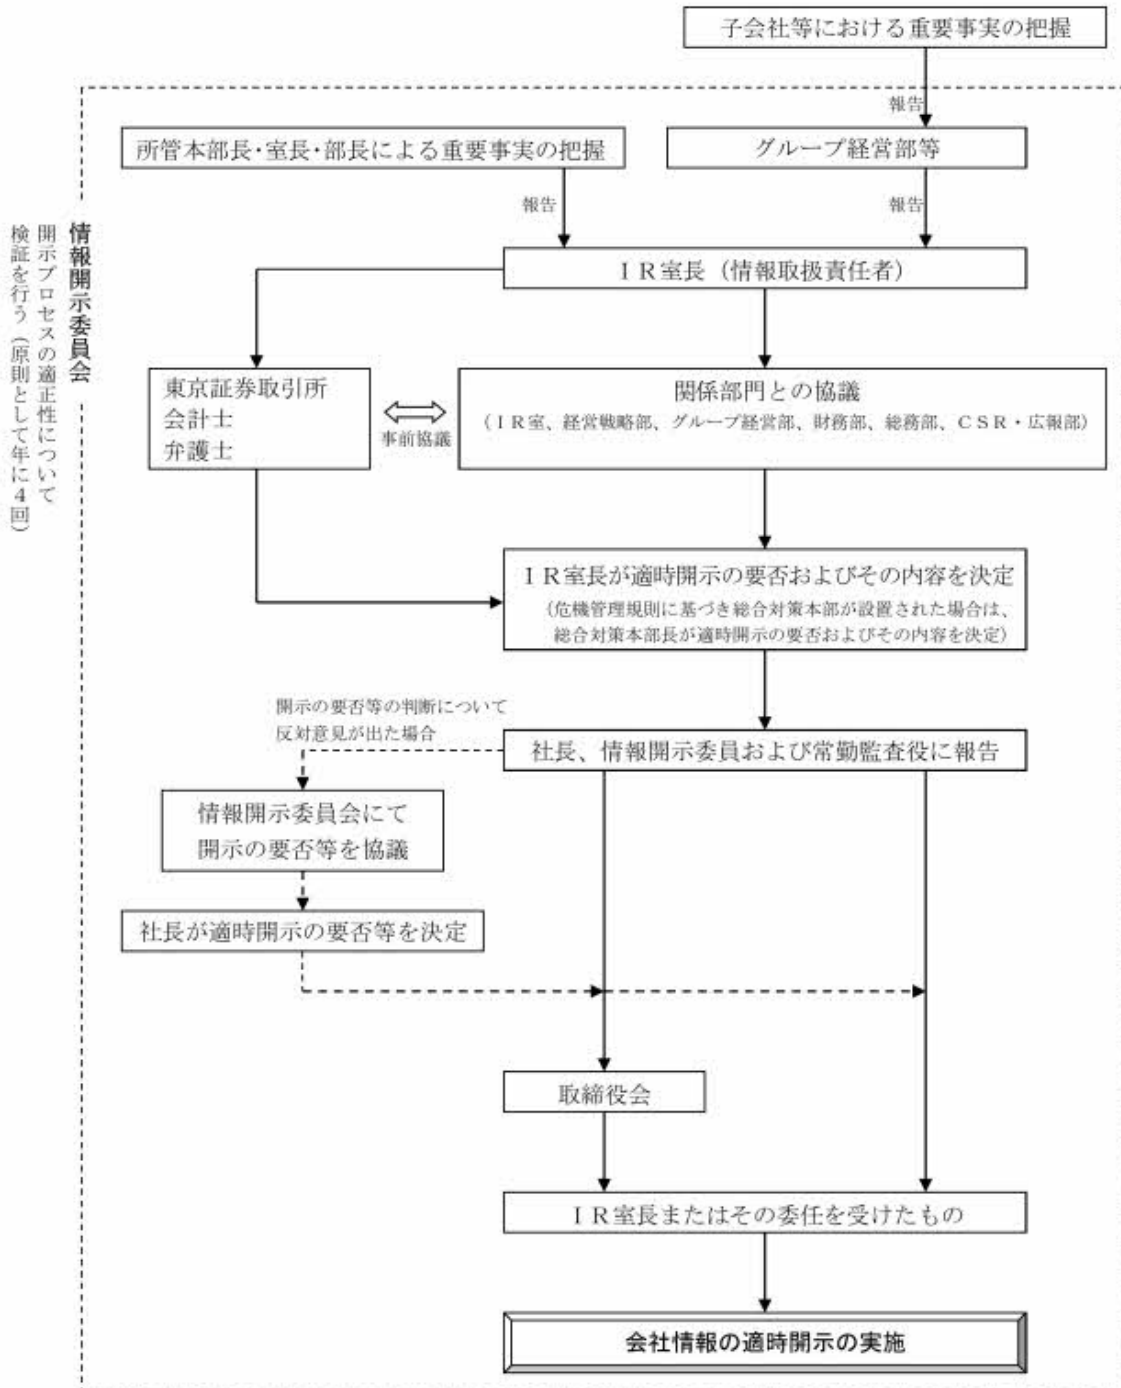 子会社等における重要事実の把握
報告
所管本部長・室長・部長による重要事実の把握
グループ経営部等
報告
報告
ＩＲ室長（情報取扱責任者）
情報開示委員会
開示プロセスの適正性について
検証を行う（原則として年に４回）
東京証券取引所
会計士
弁護士
事前協議
関係部門との協議
（ＩＲ室、経営戦略部、グループ経営部、財務部、総務部、ＣＳＲ・広報部）
ＩＲ室長が適時開示の要否およびその内容を決定
（危機管理規則に基づき総合対策本部が設置された場合は、
総合対策本部長が適時開示の要否およびその内容を決定）
開示の要否等の判断について
反対意見が出た場合
社長、情報開示委員および常勤監査役に報告
情報開示委員会にて
開示の要否等を協議
社長が適時開示の要否等を決定
取締役会
ＩＲ室長またはその委任を受けたもの
会社情報の適時開示の実施